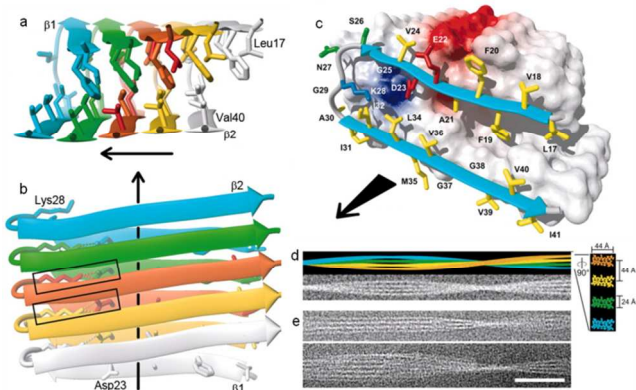 a
β1
Leu17
Val40
β2
b
Lys28
β2
Asp23
β1
c
S26
V24
E22
F20
N27
G25
V18
G29
K28
D23
A30
I32
A21
L34
F19
L17
I31
V36
G38
M35
G37
V40
V39
I41
d
90°
44 Å
44 Å
24 Å
e